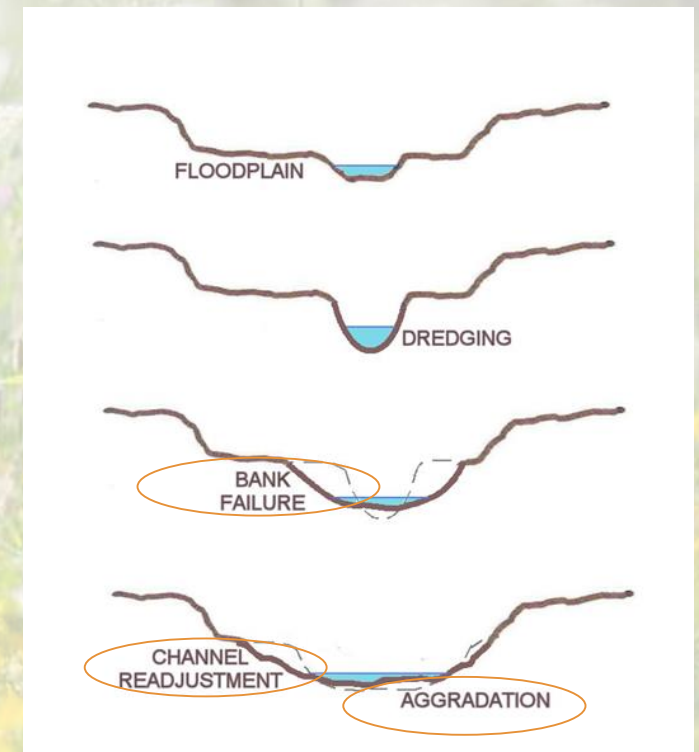 FLOODPLAIN
DREDGING
BANK
FAILURE
CHANNEL
READJUSTMENT
AGGRADATION